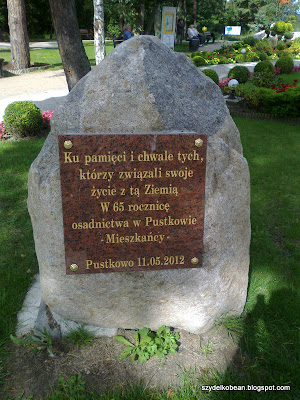 Ku pamięci i chwale tych,
którzy związali swoje
życie z tą Ziemią
W 65 rocznicę
osadnictwa w Pustkowie
-Mieszkańcy-
Pustkowo 11.05.2012
szydelkobean.blogspot.com